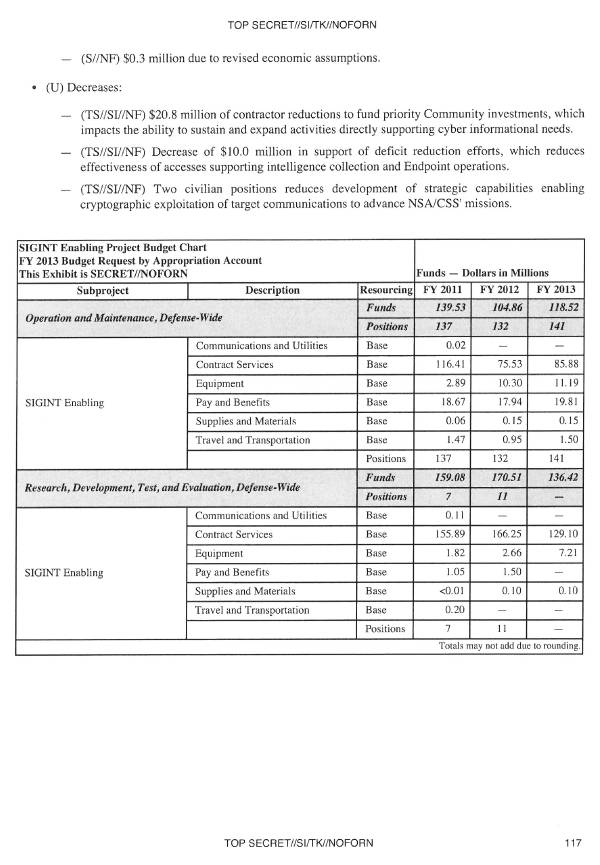 TOP SECRET//SI/TK//NOFORN
— (S//NF) $0.3 million due to revised economic assumptions.
• (U) Decreases:
— (TS//SI//NF) $20.8 million of contractor reductions to fund priority Community investments, which
impacts the ability to sustain and expand activities directly supporting cyber informational needs.
— (TS//SI//NF) Decrease of $10.0 million in support of deficit reduction efforts, which reduces
effectiveness of accesses supporting intelligence collection and Endpoint operations.
— (TS//SI//NF) Two civilian positions reduces development of strategic capabilities enabling
cryptographic exploitation of target communications to advance NSA/CSS' missions.
SIGINT Enabling Project Budget Chart
FY 2013 Budget Request by Appropriation Account
This Exhibit is SECRET//NOFORN Funds — Dollars in Millions
Subproject Description Resourcing FY 2011 FY 2012 FY 2013
Operation and Maintenance, Defense-Wide Funds 139.53 104.86 118.52
Positions 137 132 141
SIGINT Enabling Communications and Utilities Base 0.02 — —
Contract Services Base 116.41 75.53 85.88
Equipment Base 2.89 10.30 11.19
Pay and Benefits Base 18.67 17.94 19.81
Supplies and Materials Base 0.06 0.15 0.15
Travel and Transportation Base 1.47 0.95 1.50
Positions 137 132 141
Research, Development, Test, and Evaluation, Defense-Wide Funds 159.08 170.51 136.42
Positions 7 11 —
SIGINT Enabling Communications and Utilities Base 0.11 — —
Contract Services Base 155.89 166.25 129.10
Equipment Base 1.82 2.66 7.21
Pay and Benefits Base 1.05 1.50 —
Supplies and Materials Base <0.01 0.10 0.10
Travel and Transportation Base 0.20 — —
Positions 7 11 —
Totals may not add due to rounding.
TOP SECRET//SI/TK//NOFORN 117